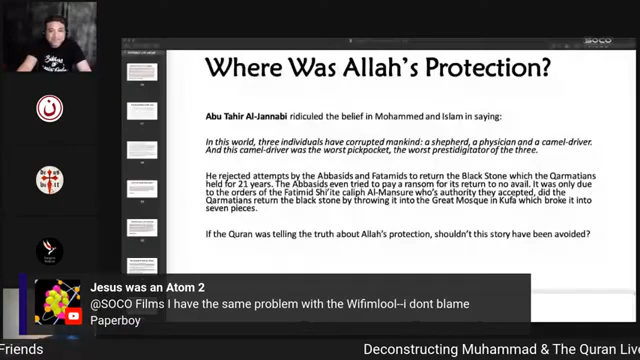 SOCO
Where Was Allah's Protection?
Abu Tahir Al-Jannabi ridiculed the belief in Mohammed and Islam in saying:
In this world, three individuals have corrupted mankind: a shepherd, a physician and a camel-driver.
And this camel-driver was the worst pickpocket, the worst prestidigitator of the three.
He rejected attempts by the Abbasids and Fatamids to return the Black Stone which the Qarmatians
held for 21 years. The Abbasids even tried to pay a ransom for its return to no avail. It was only due
to the orders of the Fatimid Shi'ite caliph Al-Mansure who's authority they accepted, did the
Qarmatians return the black stone by throwing it into the Great Mosque in Kufa which broke it into
seven pieces.
If the Quran was telling the truth about Allah's protection, shouldn't this story have been avoided?
Jesus was an Atom 2
@SOCO Films I have the same problem with the Wifimlool--i dont blame
Paperboy
Friends
Deconstructing Muhammad & The Quran Live